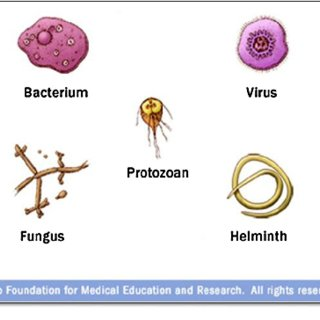 Bacterium
Virus
Protozoan
Fungus
Helminth
Foundation for Medical Education and Research. All rights